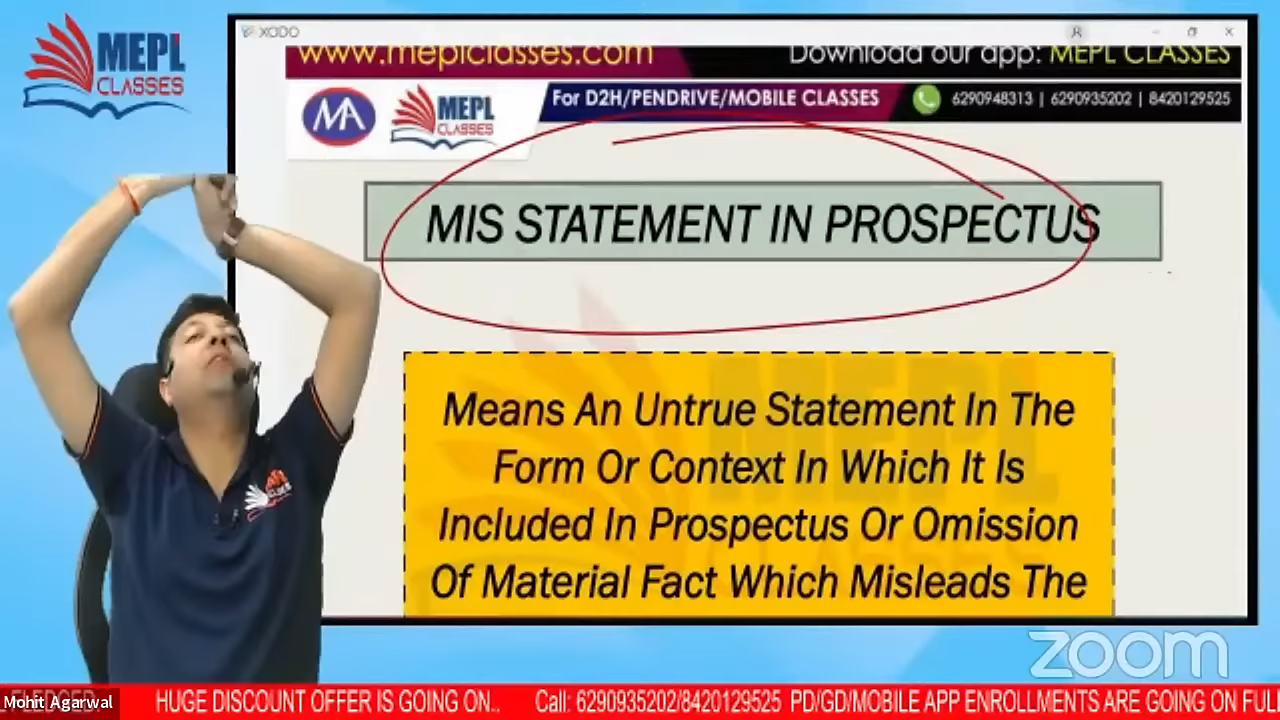 MEPL
CLASSES
XODO
www.meplclasses.com
Download our app: MEPL CLASSES
MA
MEPL
CLASSES
For D2H/PENDRIVE/MOBILE CLASSES
6290948313 | 6290935202 | 8420129525
MIS STATEMENT IN PROSPECTUS
Means An Untrue Statement In The
Form Or Context In Which It Is
Included In Prospectus Or Omission
Of Material Fact Which Misleads The
zoom
Mohit Agarwal
HUGE DISCOUNT OFFER IS GOING ON.. Call: 6290935202/8420129525 PD/GD/MOBILE APP ENROLLMENTS ARE GOING ON FULL